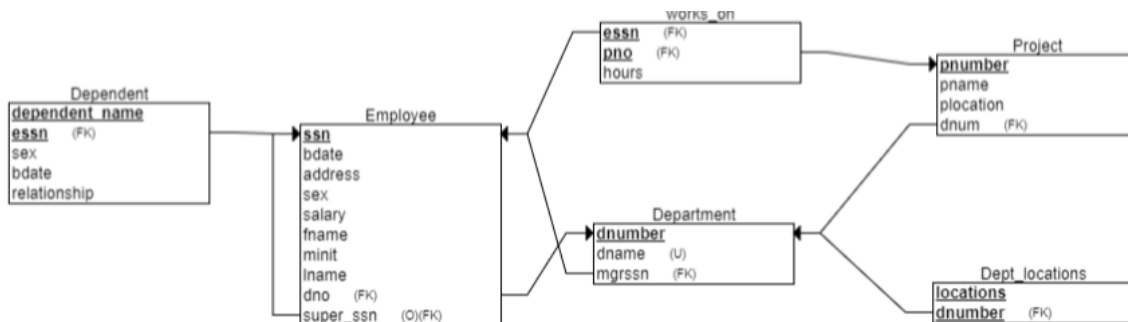 works_on
essn (FK)
pno (FK)
hours
Project
pnumber
pname
plocation
dnum (FK)
Dependent
dependent_name
essn (FK)
sex
bdate
relationship
Employee
ssn
bdate
address
sex
salary
fname
minit
lname
dno (FK)
super_ssn (O)(FK)
Department
dnumber
dname (U)
mgrssn (FK)
Dept_locations
locations
dnumber (FK)